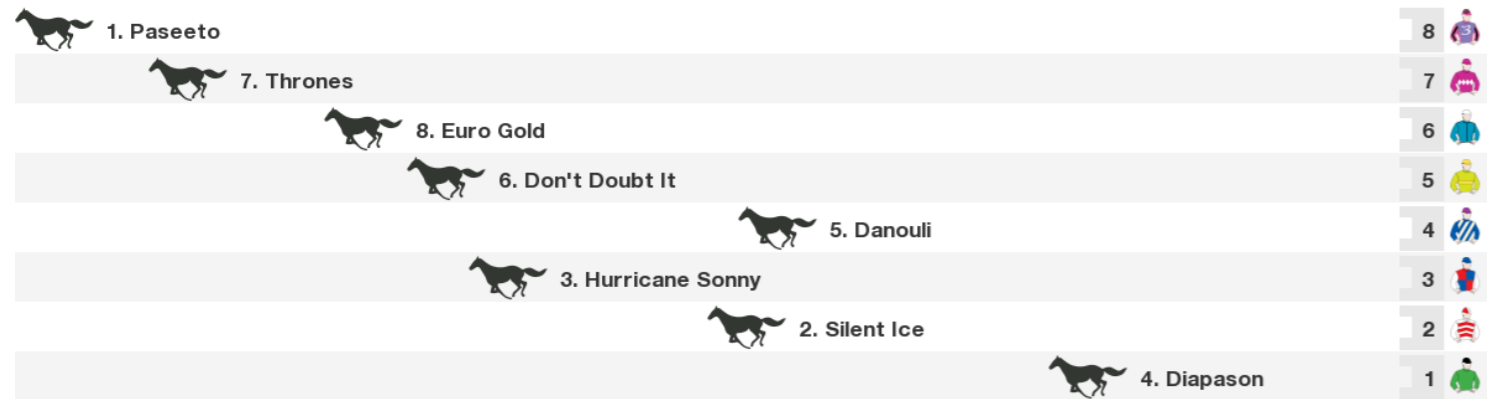 1. Paseeto 8
7. Thrones 7
8. Euro Gold 6
6. Don't Doubt It 5
5. Danouli 4
3. Hurricane Sonny 3
2. Silent Ice 2
4. Diapason 1